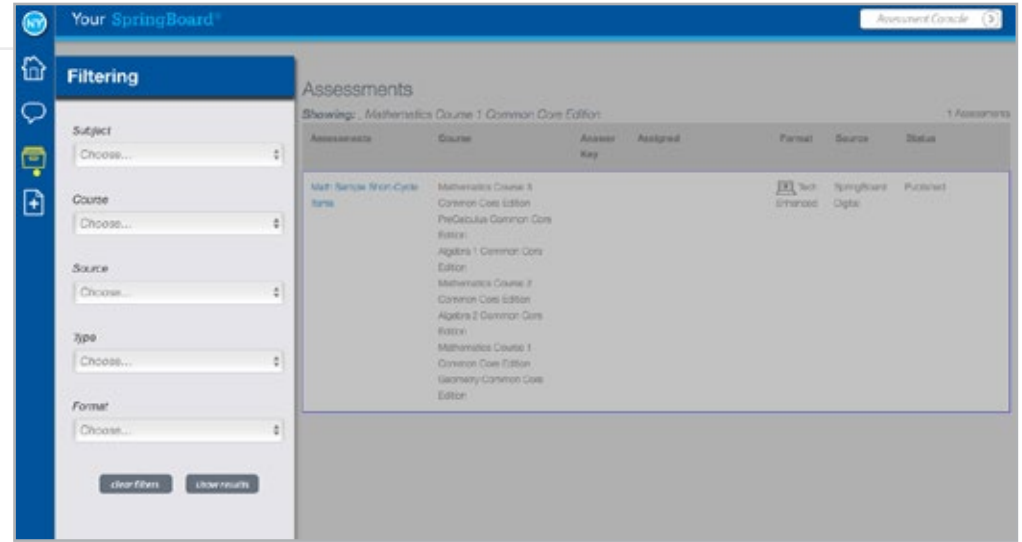 NY
Your SpringBoard®
Assessment Console
Filtering
Subject
Choose...
Course
Choose...
Source
Choose...
Type
Choose...
Format
Choose...
clear filters
show results
Assessments
Showing: , Mathematics Course 1 Common Core Edition
1 Assessments
Assessments Course Answer Key Assigned Format Source Status
Math Sample Short-Cycle
Items
Mathematics Course 3
Common Core Edition
PreCalculus Common Core
Edition
Algebra 1 Common Core
Edition
Mathematics Course 2
Common Core Edition
Algebra 2 Common Core
Edition
Mathematics Course 1
Common Core Edition
Geometry Common Core
Edition
Tech
Enhanced
SpringBoard
Digital
Published